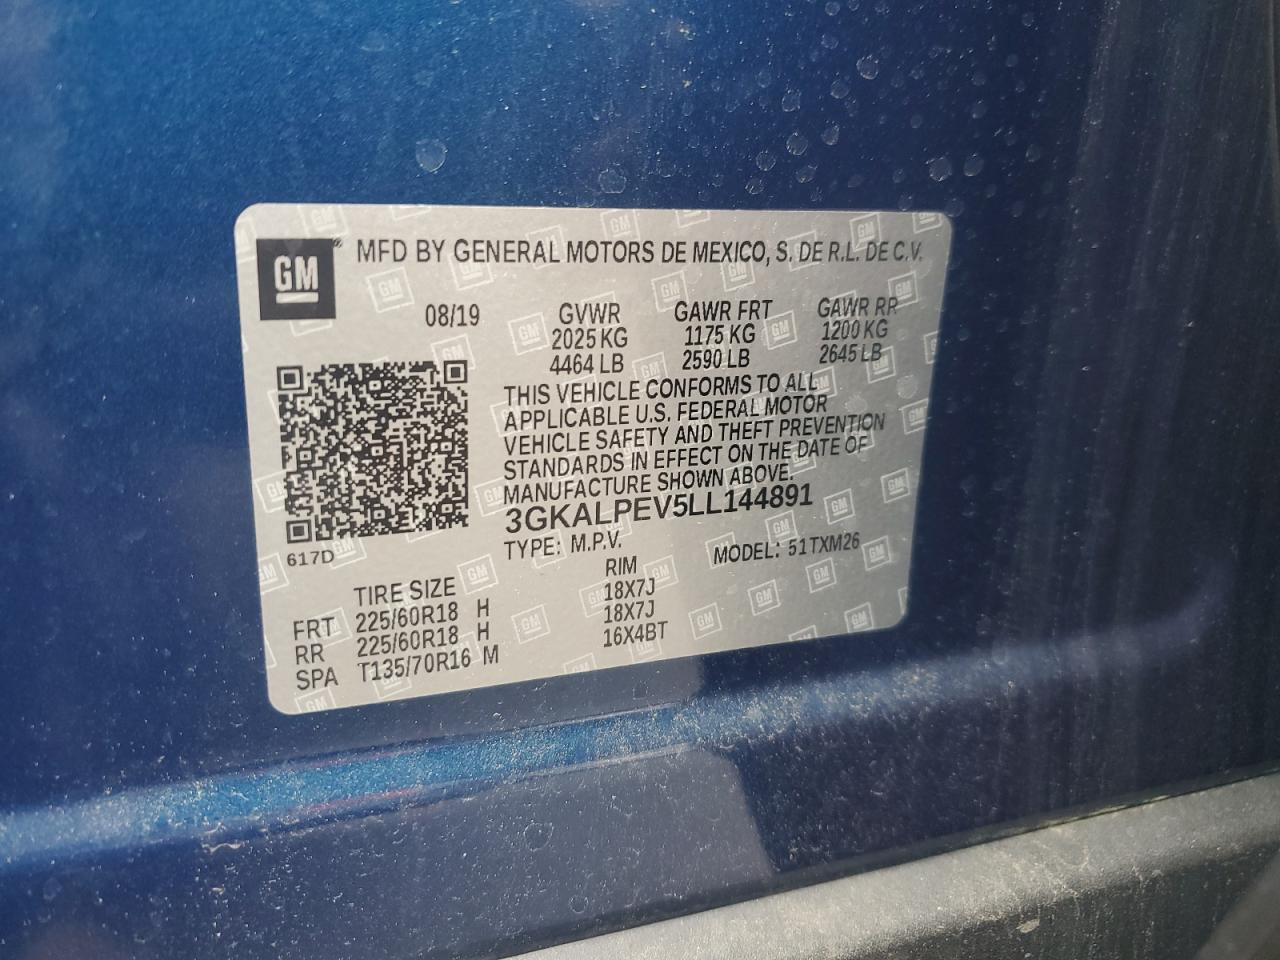 GM® MFD BY GENERAL MOTORS DE MEXICO, S. DE R.L. DE C.V.
08/19 GVWR GAWR FRT GAWR RR
2025 KG 1175 KG 1200 KG
4464 LB 2590 LB 2645 LB
THIS VEHICLE CONFORMS TO ALL
APPLICABLE U.S. FEDERAL MOTOR
VEHICLE SAFETY AND THEFT PREVENTION
STANDARDS IN EFFECT ON THE DATE OF
MANUFACTURE SHOWN ABOVE.
3GKALPEV5LL144891
617D TYPE: M.P.V. MODEL: 51TXM26
TIRE SIZE RIM
FRT 225/60R18 H 18X7J
RR 225/60R18 H 18X7J
SPA T135/70R16 M 16X4BT